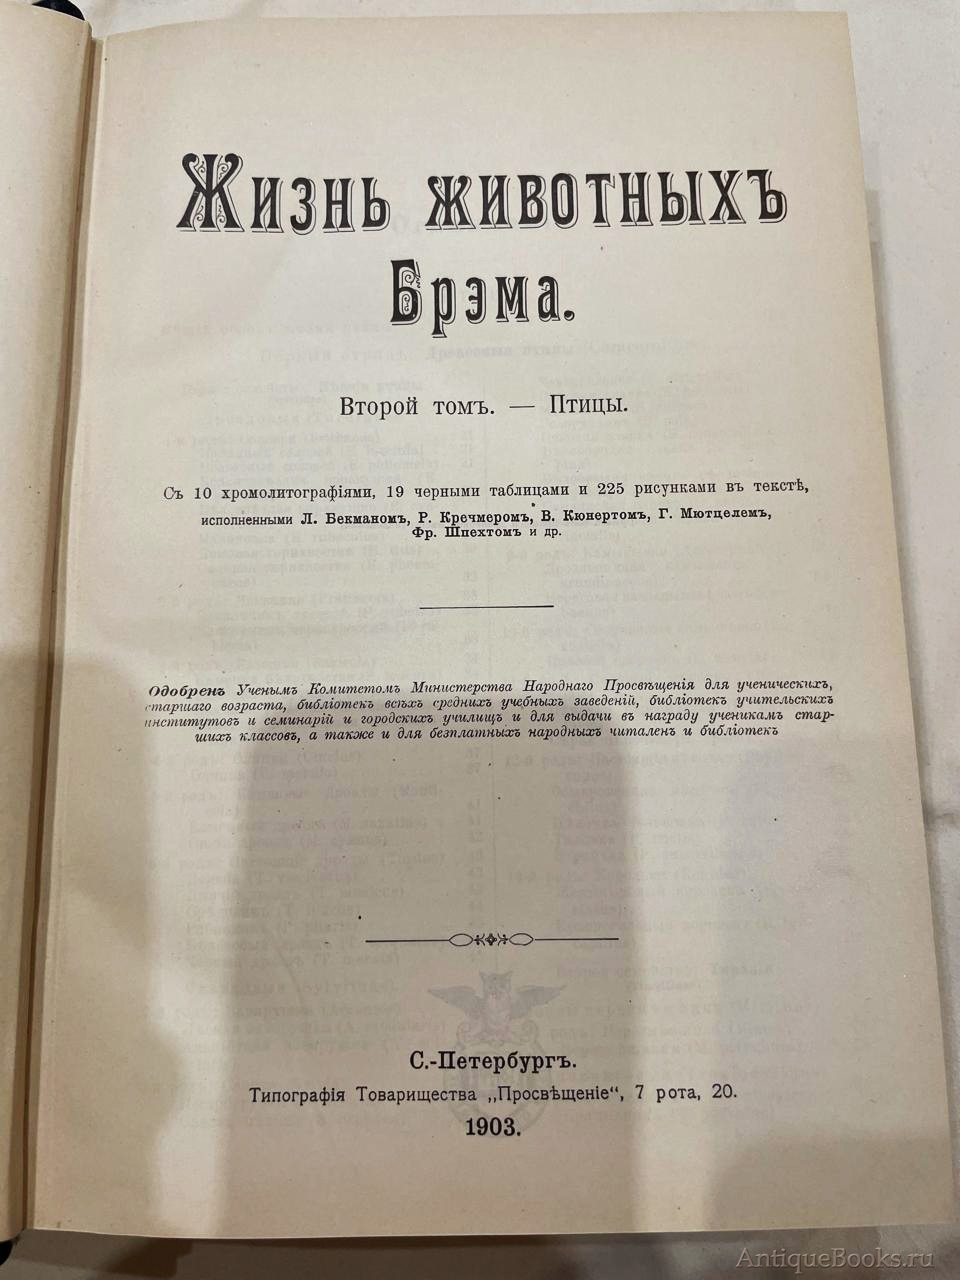 Жизнь животныхъ
Брэма.
Второй томъ. — Птицы.
Съ 10 хромолитографіями, 19 черными таблицами и 225 рисунками въ текстѣ,
исполненными Л. Бекманомъ, Р. Кречмеромъ, В. Кюнертомъ, Г. Мютцелемъ,
Фр. Шпехтомъ и др.
Одобренъ Ученымъ Комитетомъ Министерства Народнаго Просвѣщенія для ученическихъ,
старшаго возраста, библіотекъ всѣхъ среднихъ учебныхъ заведеній, библіотекъ учительскихъ
институтовъ и семинарій и городскихъ училищъ и для выдачи въ награду ученикамъ стар-
шихъ классовъ, а также и для безплатныхъ народныхъ читаленъ и библіотекъ
С.-Петербургъ.
Типографія Товарищества „Просвѣщеніе“, 7 рота, 20.
1903.
AntiqueBooks.ru